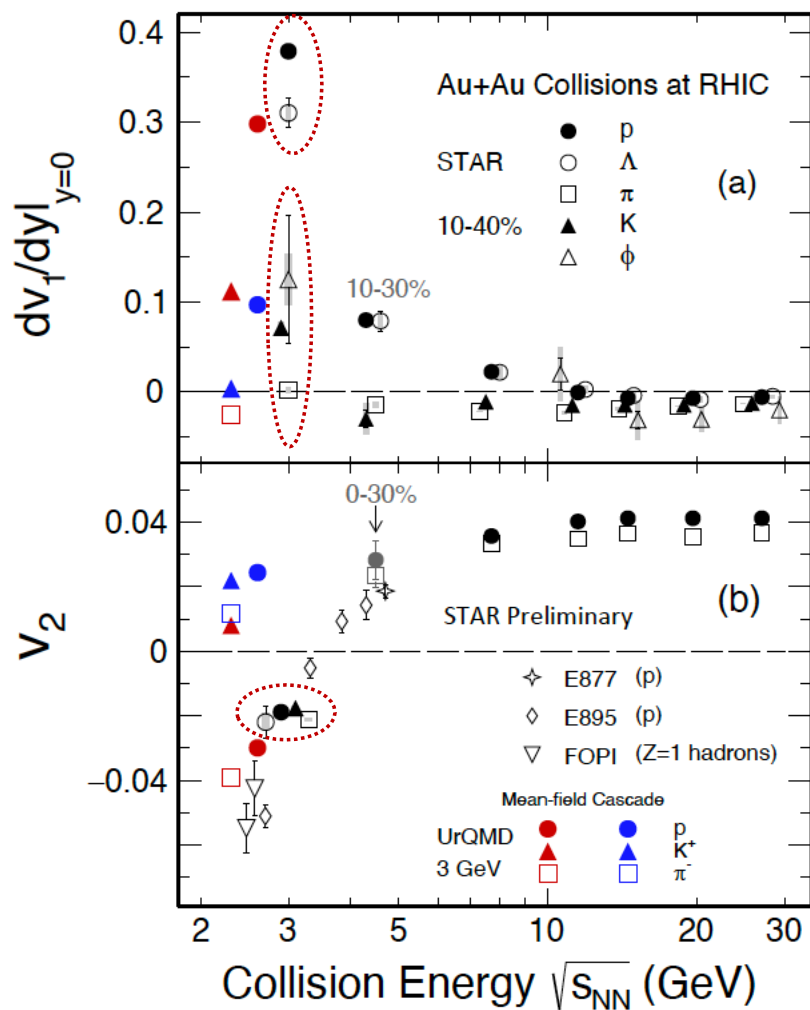 0.4
0.3
0.2
0.1
0
dv₁/dy|y=0
Au+Au Collisions at RHIC
p
STAR
Λ
π
(a)
10-40%
K
ϕ
10-30%
0-30%
0.04
0
−0.04
v₂
(b)
STAR Preliminary
E877 (p)
E895 (p)
FOPI (Z=1 hadrons)
Mean-field Cascade
UrQMD
p
K⁺
3 GeV
π⁻
2 3 5 10 20 30
Collision Energy √sNN (GeV)